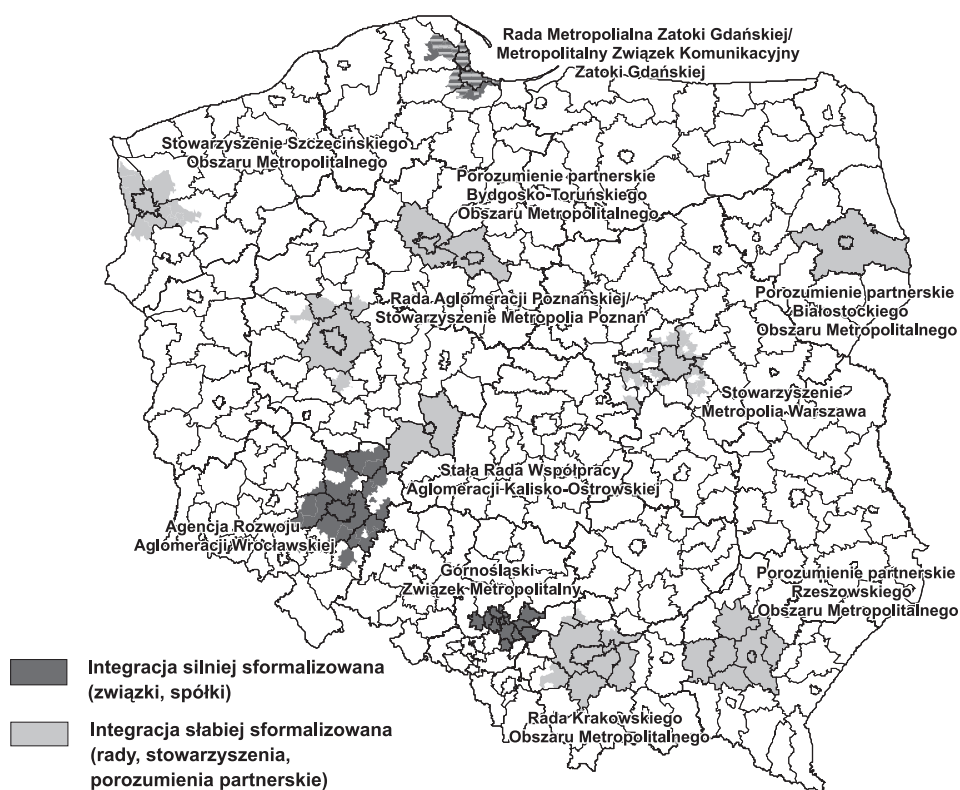 Rada Metropolialna Zatoki Gdańskiej/
Metropolitalny Związek Komunikacyjny
Zatoki Gdańskiej
Stowarzyszenie Szczecińskiego
Obszaru Metropolitalnego
Porozumienie partnerskie
Bydgosko-Toruńskiego
Obszaru Metropolitalnego
Rada Aglomeracji Poznańskiej/
Stowarzyszenie Metropolia Poznań
Porozumienie partnerskie
Białostockiego
Obszaru Metropolitalnego
Stowarzyszenie
Metropolia Warszawa
Stała Rada Współpracy
Aglomeracji Kalisko-Ostrowskiej
Agencja Rozwoju
Aglomeracji Wrocławskiej
Górnośląski
Związek Metropolitalny
Porozumienie partnerskie
Rzeszowskiego
Obszaru Metropolitalnego
Rada Krakowskiego
Obszaru Metropolitalnego
Integracja silniej sformalizowana
(związki, spółki)
Integracja słabiej sformalizowana
(rady, stowarzyszenia,
porozumienia partnerskie)